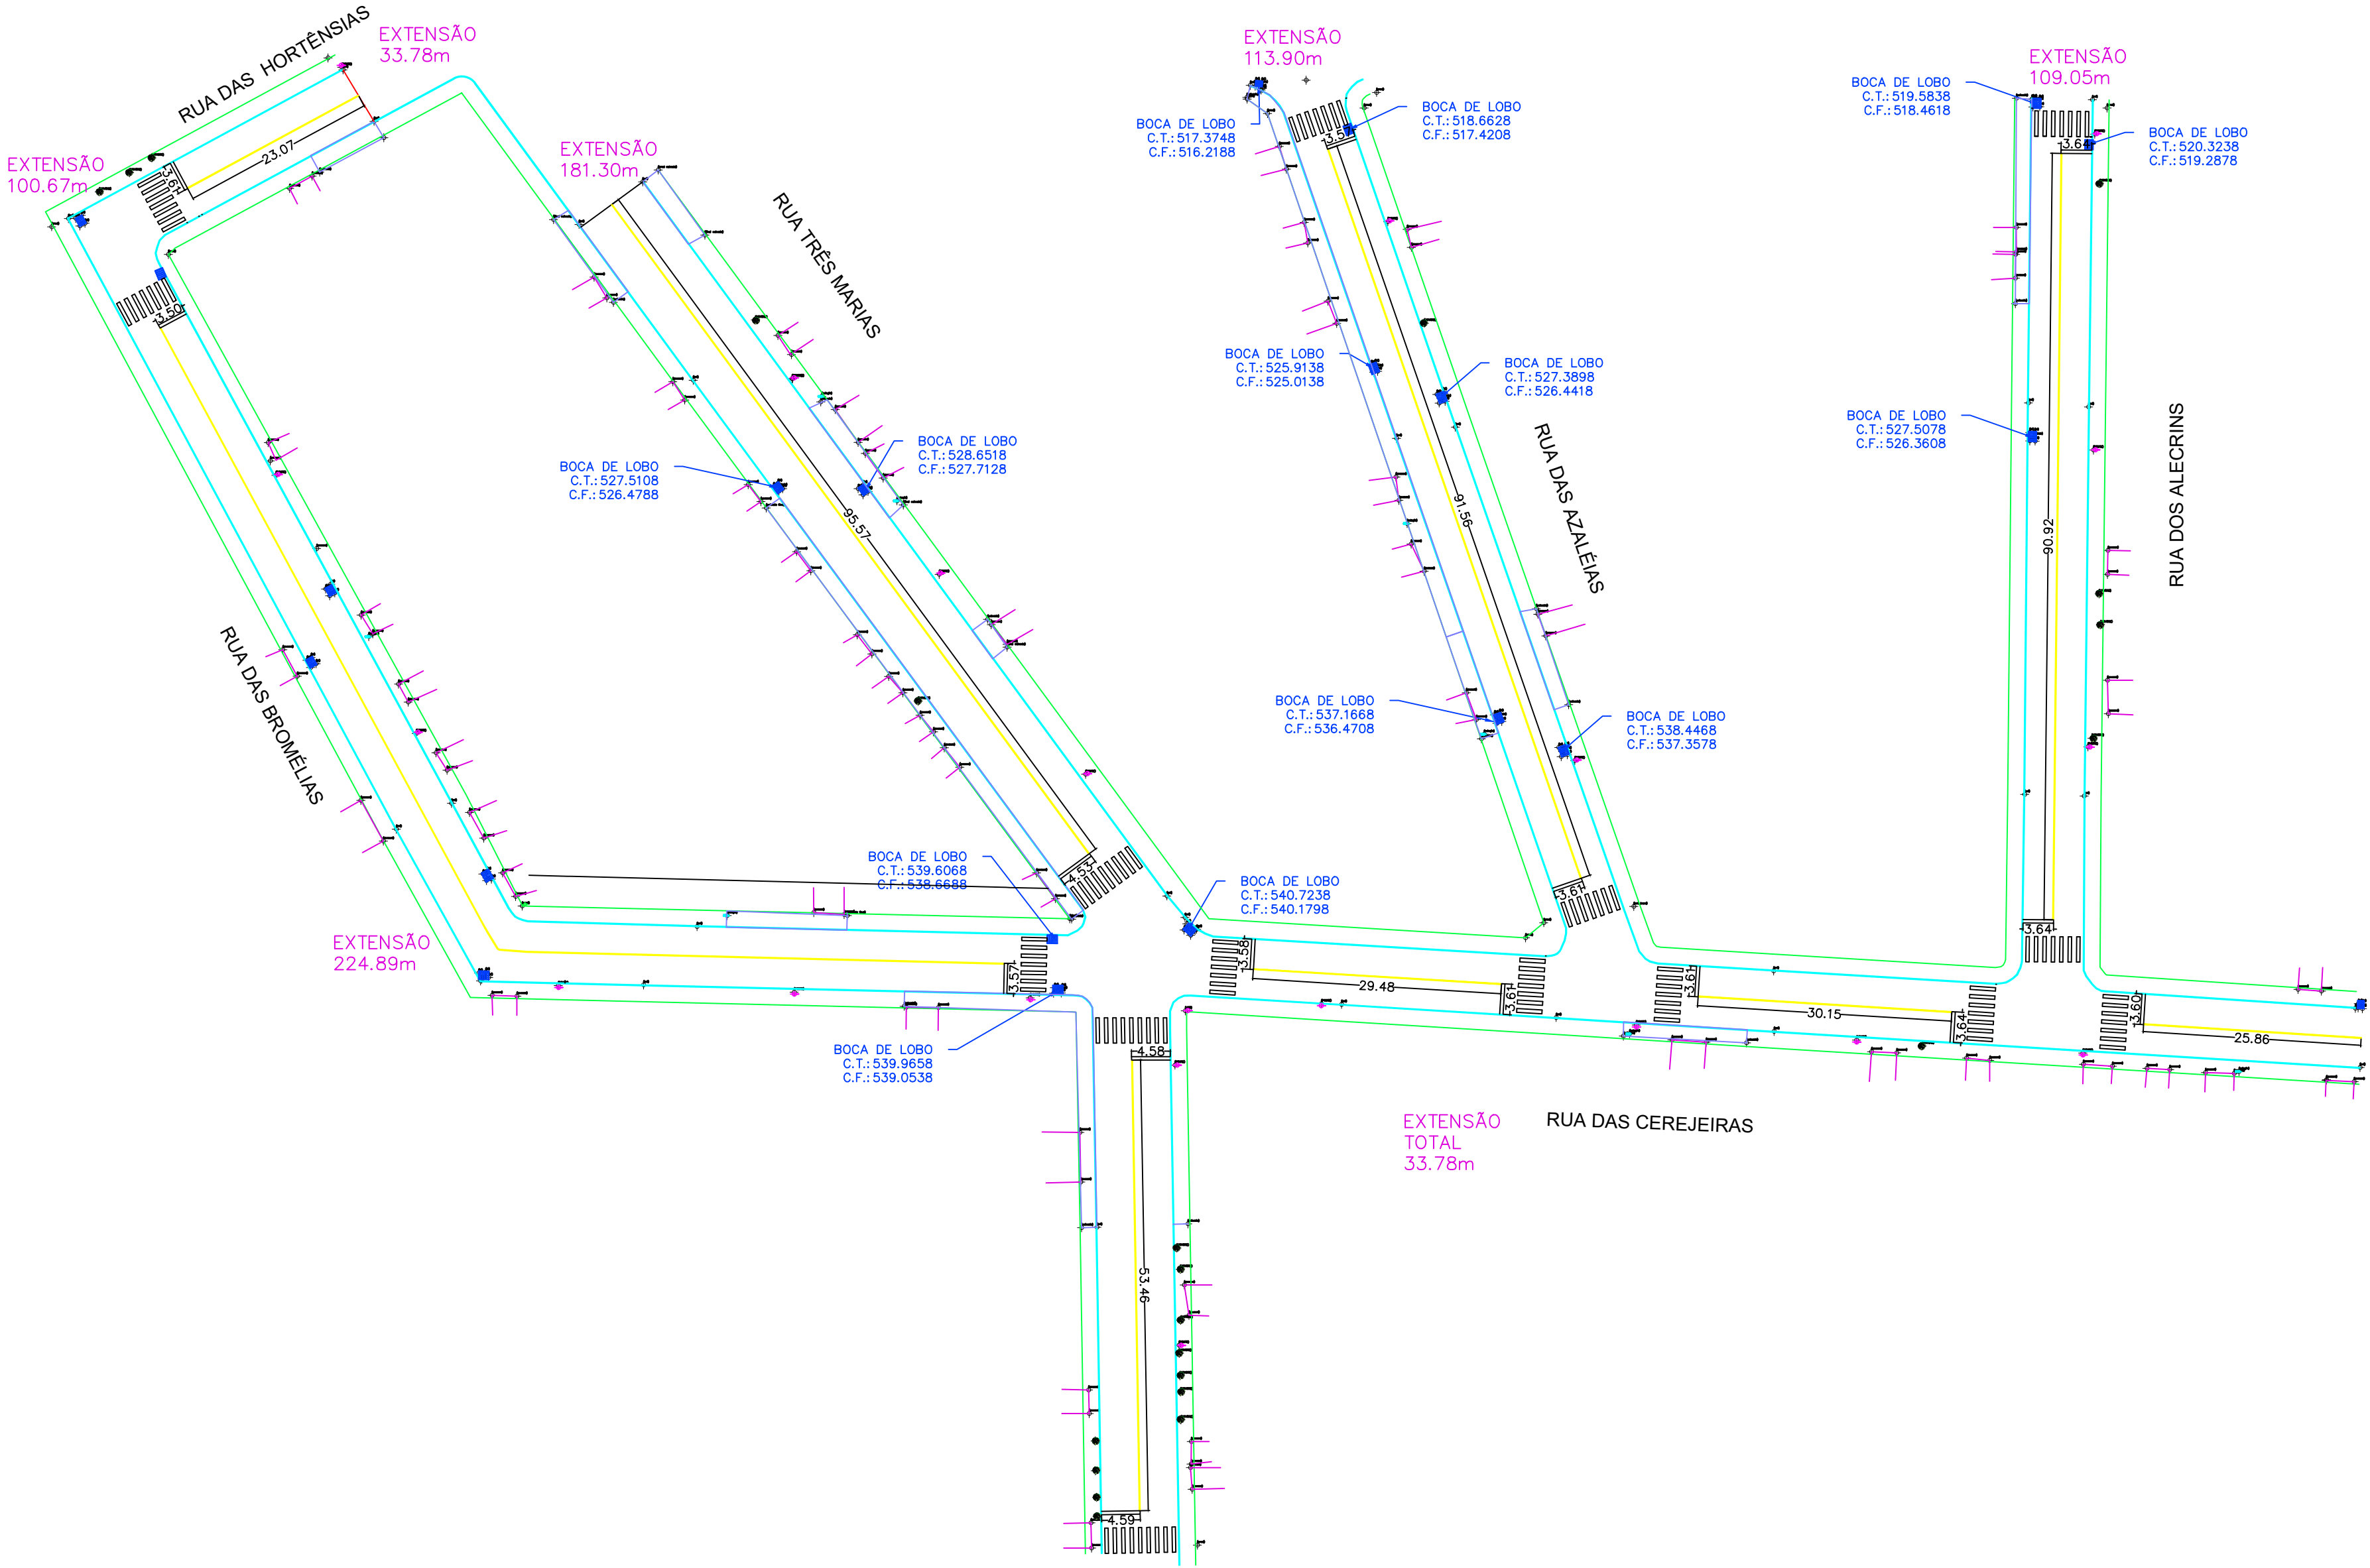 RUA DAS HORTÊNSIAS
EXTENSÃO
33.78m
EXTENSÃO
100.67m
23.07
3.61
3.50
EXTENSÃO
181.30m
RUA TRÊS MARIAS
EXTENSÃO
113.90m
BOCA DE LOBO
C.T.: 517.3748
C.F.: 516.2188
BOCA DE LOBO
C.T.: 518.6628
C.F.: 517.4208
BOCA DE LOBO
C.T.: 519.5838
C.F.: 518.4618
EXTENSÃO
109.05m
BOCA DE LOBO
C.T.: 520.3238
C.F.: 519.2878
3.64
BOCA DE LOBO
C.T.: 525.9138
C.F.: 525.0138
BOCA DE LOBO
C.T.: 527.3898
C.F.: 526.4418
BOCA DE LOBO
C.T.: 527.5078
C.F.: 526.3608
BOCA DE LOBO
C.T.: 527.5108
C.F.: 526.4788
BOCA DE LOBO
C.T.: 528.6518
C.F.: 527.7128
95.57
91.56
RUA DAS AZALÉIAS
90.92
RUA DOS ALECRINS
RUA DAS BROMÉLIAS
BOCA DE LOBO
C.T.: 537.1668
C.F.: 536.4708
BOCA DE LOBO
C.T.: 538.4468
C.F.: 537.3578
BOCA DE LOBO
C.T.: 539.6068
C.F.: 538.6688
4.53
BOCA DE LOBO
C.T.: 540.7238
C.F.: 540.1798
3.61
3.64
EXTENSÃO
224.89m
3.57
3.58
29.48
3.61
3.61
30.15
3.64
3.60
25.86
BOCA DE LOBO
C.T.: 539.9658
C.F.: 539.0538
4.58
EXTENSÃO
TOTAL
33.78m
RUA DAS CEREJEIRAS
53.46
4.59